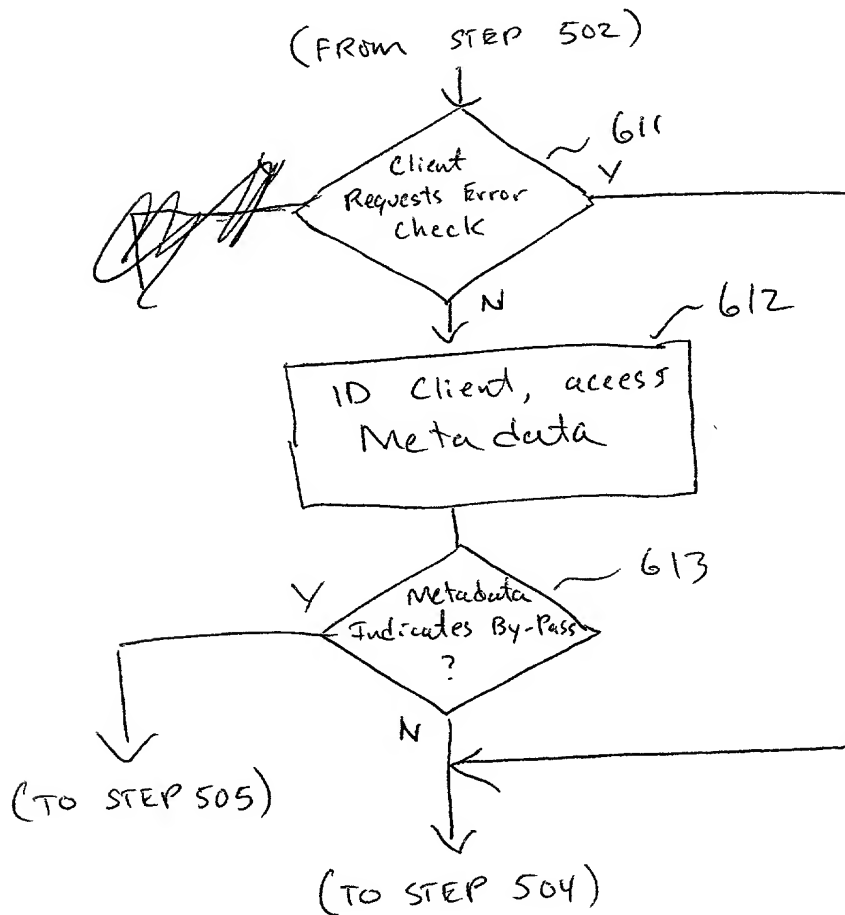 (FROM STEP 502)
611
Client
Y
Requests Error
Check
N
612
ID Client, access
Metadata
613
Y
Metadata
Indicates By-Pass
?
N
(TO STEP 505)
(TO STEP 504)